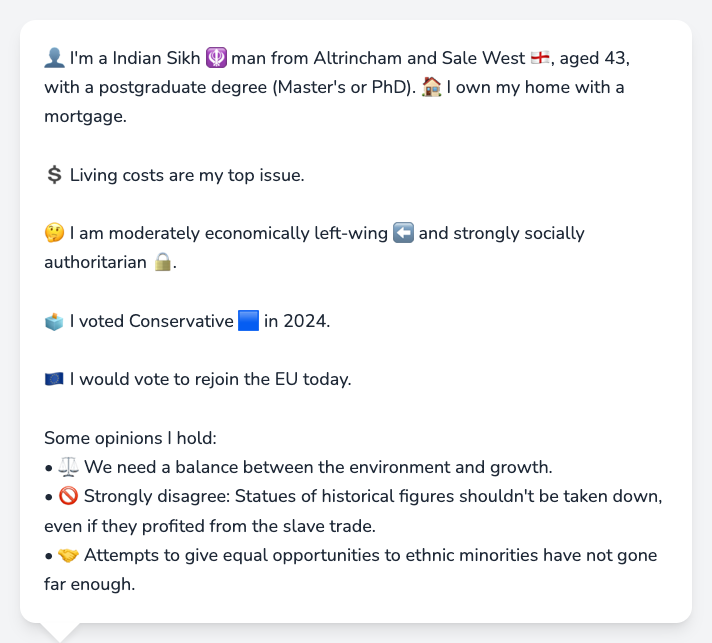 👤 I'm a Indian Sikh 🪯 man from Altrincham and Sale West 🏴󠁧󠁢󠁥󠁮󠁧󠁿, aged 43,
with a postgraduate degree (Master's or PhD). 🏠 I own my home with a
mortgage.
💲 Living costs are my top issue.
🤔 I am moderately economically left-wing ⬅️ and strongly socially
authoritarian 🔒.
🗳️ I voted Conservative 🟦 in 2024.
🇪🇺 I would vote to rejoin the EU today.
Some opinions I hold:
• ⚖️ We need a balance between the environment and growth.
• 🚫 Strongly disagree: Statues of historical figures shouldn't be taken down,
even if they profited from the slave trade.
• 🤝 Attempts to give equal opportunities to ethnic minorities have not gone
far enough.